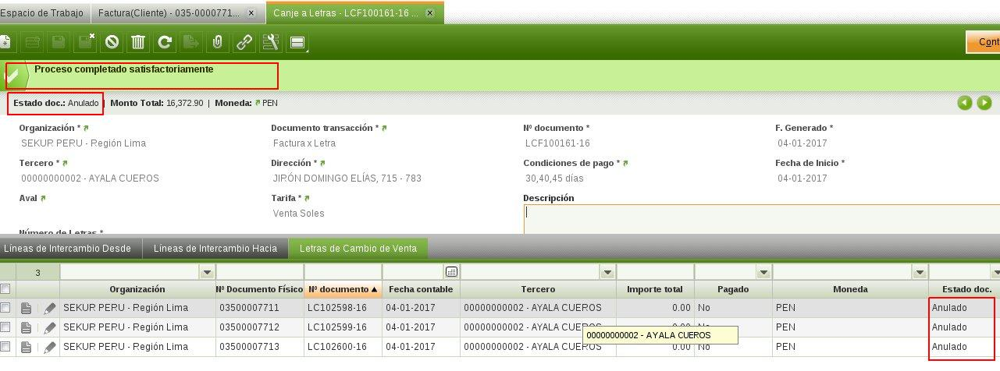 Espacio de Trabajo Factura(Cliente) - 035-0000771... Canje a Letras - LCF100161-16 ...
Proceso completado satisfactoriamente
Estado doc.: Anulado | Monto Total: 16,372.90 | Moneda: PEN
Organización * Documento transacción * Nº documento * F. Generado *
SEKUR PERU - Región Lima Factura x Letra LCF100161-16 04-01-2017
Tercero * Dirección * Condiciones de pago * Fecha de Inicio *
00000000002 - AYALA CUEROS JIRÓN DOMINGO ELÍAS, 715 - 783 30,40,45 días 04-01-2017
Aval Tarifa * Descripción
Venta Soles
Número de Letras *
Líneas de Intercambio Desde Líneas de Intercambio Hacia Letras de Cambio de Venta
3
Organización Nº Documento Físico Nº documento Fecha contable Tercero Importe total Pagado Moneda Estado doc.
SEKUR PERU - Región Lima 03500007711 LC102598-16 04-01-2017 00000000002 - AYALA CUEROS 0.00 No PEN Anulado
SEKUR PERU - Región Lima 03500007712 LC102599-16 04-01-2017 00000000002 - AYALA PEN Anulado
00000000002 - AYALA CUEROS
SEKUR PERU - Región Lima 03500007713 LC102600-16 04-01-2017 00000000002 - AYALA CUEROS 0.00 No PEN Anulado